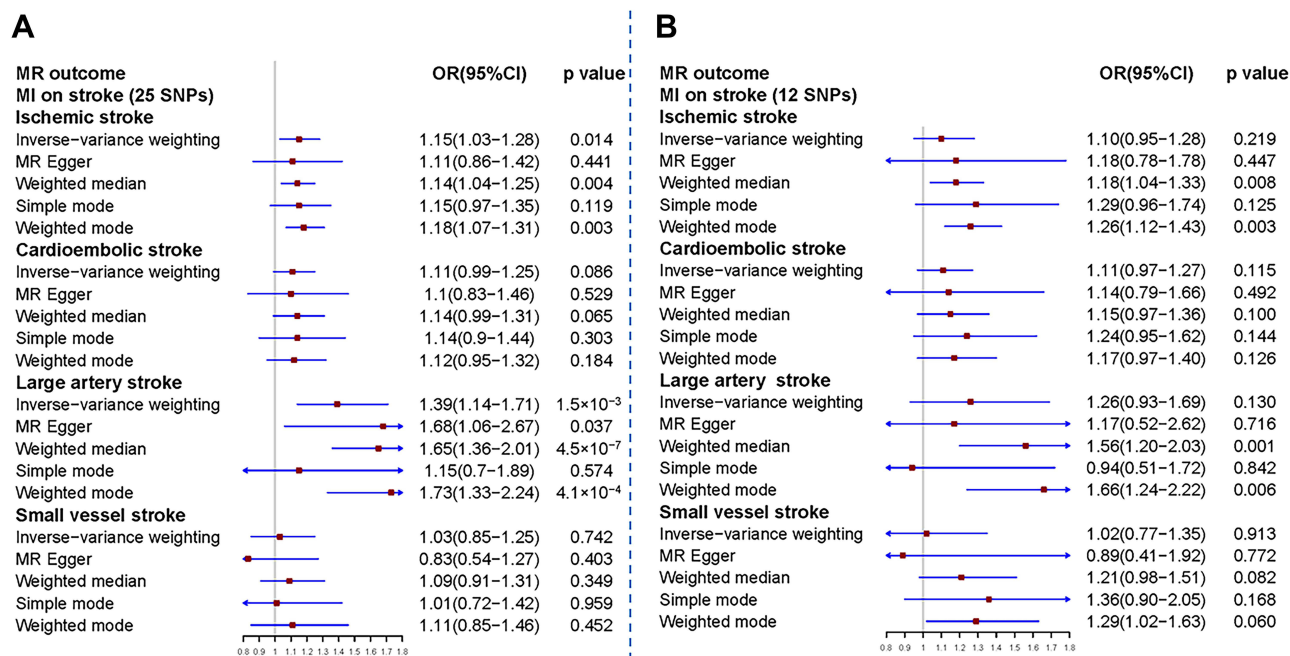 A
MR outcome OR(95%CI) p value
MI on stroke (25 SNPs)
Ischemic stroke
Inverse−variance weighting 1.15(1.03−1.28) 0.014
MR Egger 1.11(0.86−1.42) 0.441
Weighted median 1.14(1.04−1.25) 0.004
Simple mode 1.15(0.97−1.35) 0.119
Weighted mode 1.18(1.07−1.31) 0.003
Cardioembolic stroke
Inverse−variance weighting 1.11(0.99−1.25) 0.086
MR Egger 1.1(0.83−1.46) 0.529
Weighted median 1.14(0.99−1.31) 0.065
Simple mode 1.14(0.9−1.44) 0.303
Weighted mode 1.12(0.95−1.32) 0.184
Large artery stroke
Inverse−variance weighting 1.39(1.14−1.71) 1.5×10⁻³
MR Egger 1.68(1.06−2.67) 0.037
Weighted median 1.65(1.36−2.01) 4.5×10⁻⁷
Simple mode 1.15(0.7−1.89) 0.574
Weighted mode 1.73(1.33−2.24) 4.1×10⁻⁴
Small vessel stroke
Inverse−variance weighting 1.03(0.85−1.25) 0.742
MR Egger 0.83(0.54−1.27) 0.403
Weighted median 1.09(0.91−1.31) 0.349
Simple mode 1.01(0.72−1.42) 0.959
Weighted mode 1.11(0.85−1.46) 0.452
0.8 0.9 1 1.1 1.2 1.3 1.4 1.5 1.6 1.7 1.8
B
MR outcome OR(95%CI) p value
MI on stroke (12 SNPs)
Ischemic stroke
Inverse−variance weighting 1.10(0.95−1.28) 0.219
MR Egger 1.18(0.78−1.78) 0.447
Weighted median 1.18(1.04−1.33) 0.008
Simple mode 1.29(0.96−1.74) 0.125
Weighted mode 1.26(1.12−1.43) 0.003
Cardioembolic stroke
Inverse−variance weighting 1.11(0.97−1.27) 0.115
MR Egger 1.14(0.79−1.66) 0.492
Weighted median 1.15(0.97−1.36) 0.100
Simple mode 1.24(0.95−1.62) 0.144
Weighted mode 1.17(0.97−1.40) 0.126
Large artery stroke
Inverse−variance weighting 1.26(0.93−1.69) 0.130
MR Egger 1.17(0.52−2.62) 0.716
Weighted median 1.56(1.20−2.03) 0.001
Simple mode 0.94(0.51−1.72) 0.842
Weighted mode 1.66(1.24−2.22) 0.006
Small vessel stroke
Inverse−variance weighting 1.02(0.77−1.35) 0.913
MR Egger 0.89(0.41−1.92) 0.772
Weighted median 1.21(0.98−1.51) 0.082
Simple mode 1.36(0.90−2.05) 0.168
Weighted mode 1.29(1.02−1.63) 0.060
0.8 0.9 1 1.1 1.2 1.3 1.4 1.5 1.6 1.7 1.8